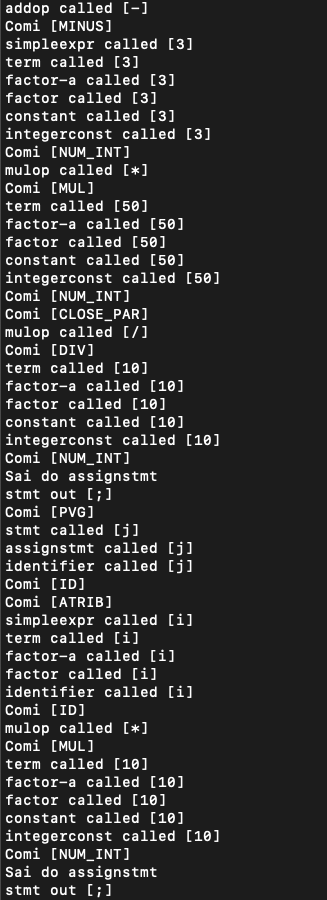 addop called [-]
Comi [MINUS]
simpleexpr called [3]
term called [3]
factor-a called [3]
factor called [3]
constant called [3]
integerconst called [3]
Comi [NUM_INT]
mulop called [*]
Comi [MUL]
term called [50]
factor-a called [50]
factor called [50]
constant called [50]
integerconst called [50]
Comi [NUM_INT]
Comi [CLOSE_PAR]
mulop called [/]
Comi [DIV]
term called [10]
factor-a called [10]
factor called [10]
constant called [10]
integerconst called [10]
Comi [NUM_INT]
Sai do assignstmt
stmt out [;]
Comi [PVG]
stmt called [j]
assignstmt called [j]
identifier called [j]
Comi [ID]
Comi [ATRIB]
simpleexpr called [i]
term called [i]
factor-a called [i]
factor called [i]
identifier called [i]
Comi [ID]
mulop called [*]
Comi [MUL]
term called [10]
factor-a called [10]
factor called [10]
constant called [10]
integerconst called [10]
Comi [NUM_INT]
Sai do assignstmt
stmt out [;]